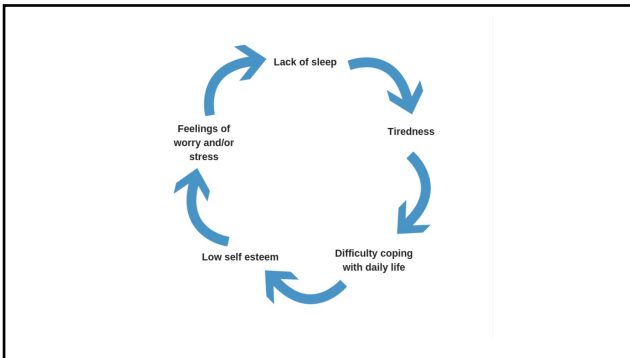 Lack of sleep
Tiredness
Difficulty coping
with daily life
Low self esteem
Feelings of
worry and/or
stress